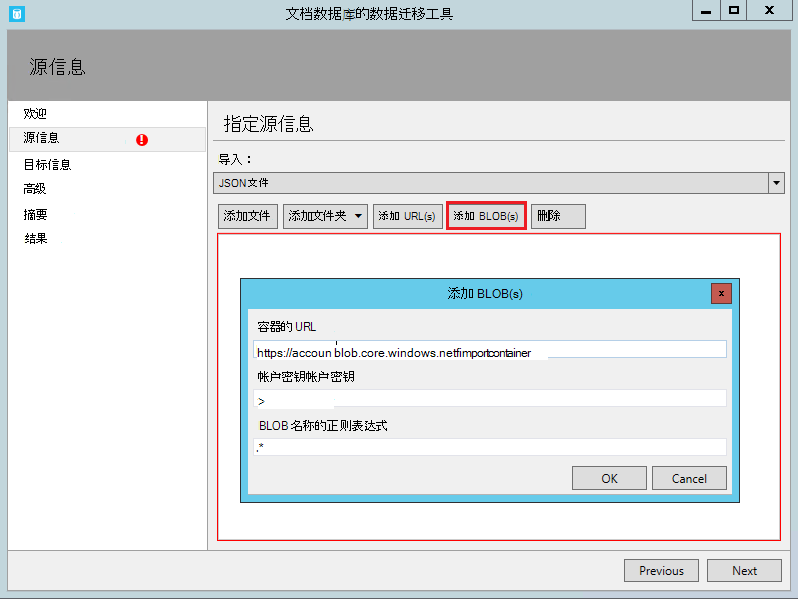 文档数据库的数据迁移工具
源信息
欢迎
源信息
目标信息
高级
摘要
结果
指定源信息
导入：
JSON文件
添加文件 添加文件夹 添加 URL(s) 添加 BLOB(s) 删除
添加 BLOB(s)
x
容器的 URL
https://accoun blob.core.windows.net/importcontainer
帐户密钥帐户密钥
>
BLOB 名称的正则表达式
.*
OK Cancel
Previous Next